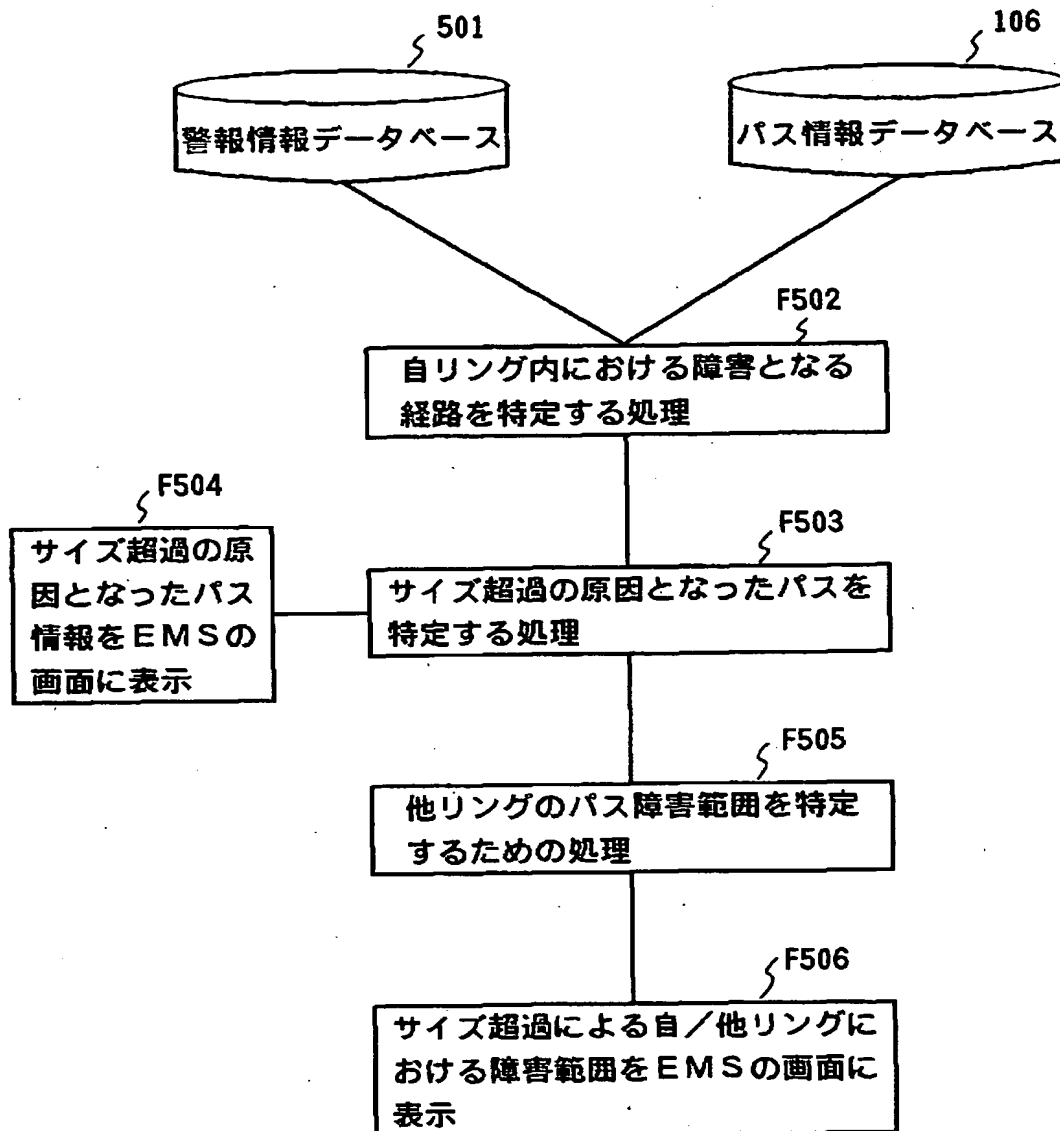 501
106
警報情報データベース
パス情報データベース
F502
自リング内における障害となる
経路を特定する処理
F504
サイズ超過の原
因となったパス
情報をEMSの
画面に表示
F503
サイズ超過の原因となったパスを
特定する処理
F505
他リングのパス障害範囲を特定
するための処理
F506
サイズ超過による自/他リングに
おける障害範囲をEMSの画面に
表示